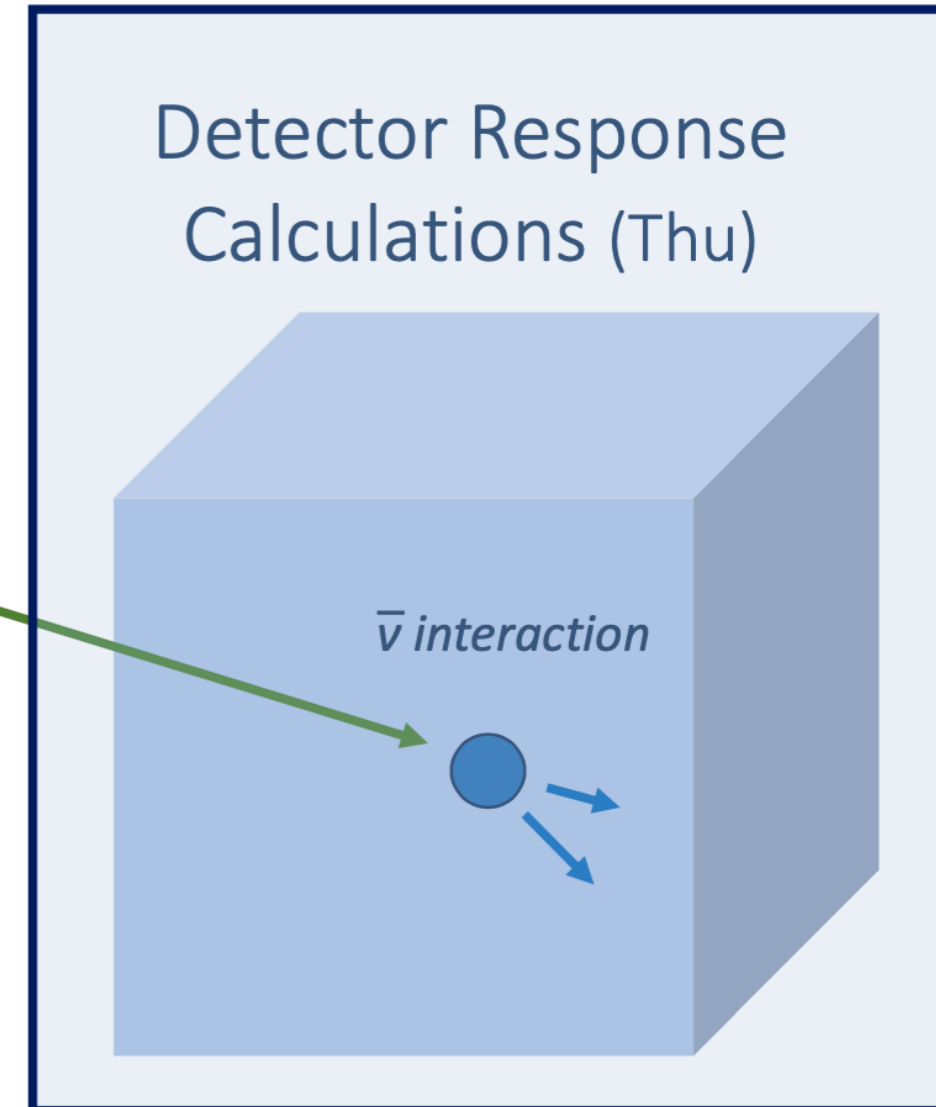 Detector Response
Calculations (Thu)
ν̅ interaction